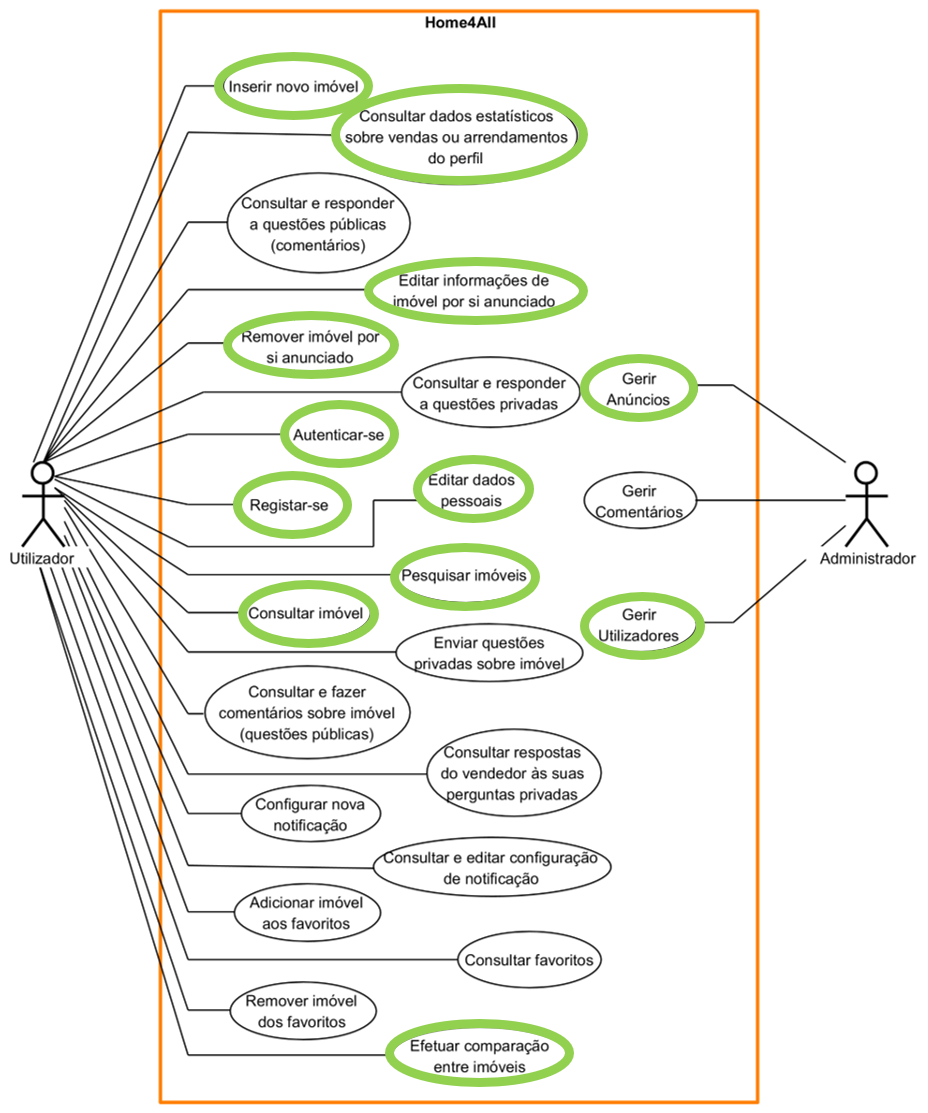 Home4All
Inserir novo imóvel
Consultar dados estatísticos
sobre vendas ou arrendamentos
do perfil
Consultar e responder
a questões públicas
(comentários)
Editar informações de
imóvel por si anunciado
Remover imóvel por
si anunciado
Consultar e responder
a questões privadas
Gerir
Anúncios
Autenticar-se
Editar dados
pessoais
Registar-se
Gerir
Comentários
Utilizador
Administrador
Pesquisar imóveis
Consultar imóvel
Gerir
Utilizadores
Enviar questões
privadas sobre imóvel
Consultar e fazer
comentários sobre imóvel
(questões públicas)
Consultar respostas
do vendedor às suas
perguntas privadas
Configurar nova
notificação
Consultar e editar configuração
de notificação
Adicionar imóvel
aos favoritos
Consultar favoritos
Remover imóvel
dos favoritos
Efetuar comparação
entre imóveis